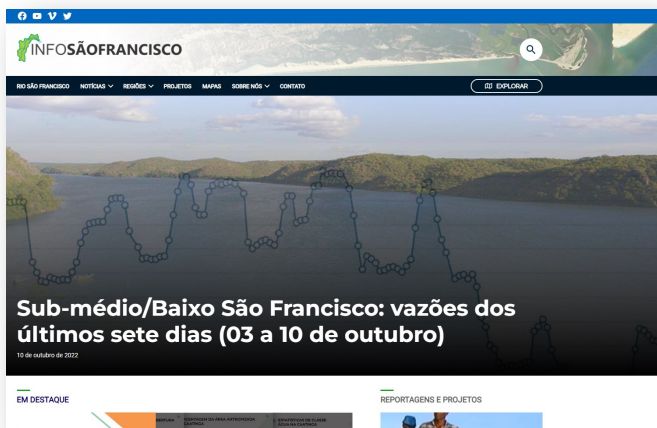 INFOSÃOFRANCISCO
RIO SÃO FRANCISCO NOTÍCIAS REGIÕES PROJETOS MAPAS SOBRE NÓS CONTATO EXPLORAR
Sub-médio/Baixo São Francisco: vazões dos
últimos sete dias (03 a 10 de outubro)
10 de outubro de 2022
EM DESTAQUE REPORTAGENS E PROJETOS